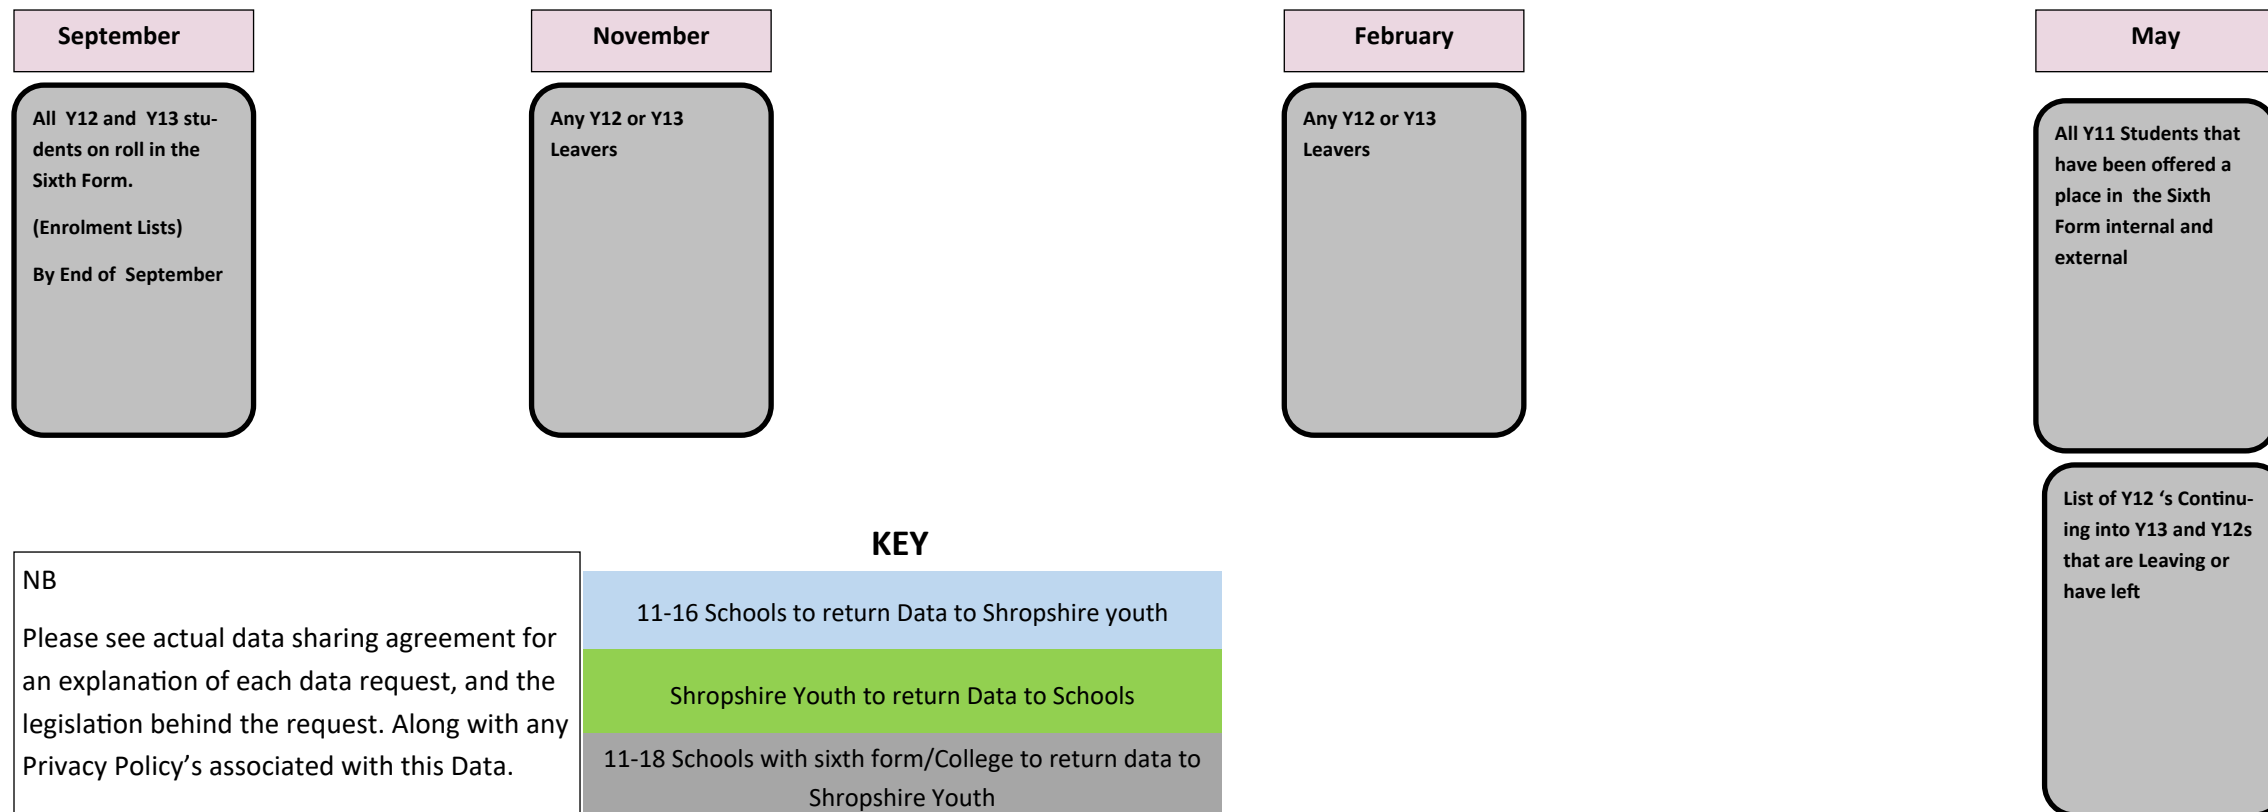 September
All  Y12 and  Y13 stu-
dents on roll in the
Sixth Form.
(Enrolment Lists)
By End of  September
November
Any Y12 or Y13
Leavers
February
Any Y12 or Y13
Leavers
May
All Y11 Students that
have been offered a
place in  the Sixth
Form internal and
external
List of Y12 ‘s Continu-
ing into Y13 and Y12s
that are Leaving or
have left
NB
Please see actual data sharing agreement for
an explanation of each data request, and the
legislation behind the request. Along with any
Privacy Policy’s associated with this Data.
KEY
11-16 Schools to return Data to Shropshire youth
Shropshire Youth to return Data to Schools
11-18 Schools with sixth form/College to return data to
Shropshire Youth